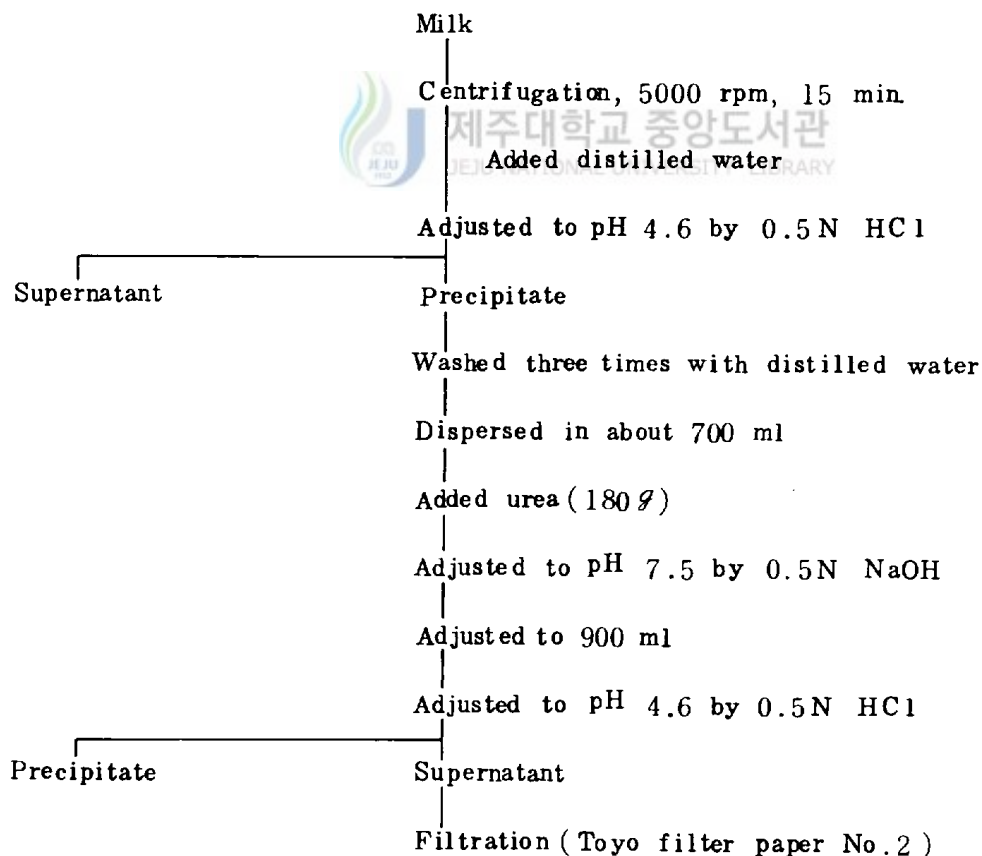 Milk
Centrifugation, 5000 rpm, 15 min.
제주대학교 중앙도서관
Added distilled water
JEJU NATIONAL UNIVERSITY LIBRARY
Adjusted to pH 4.6 by 0.5N HCl
Supernatant Precipitate
Washed three times with distilled water
Dispersed in about 700 ml
Added urea (180 g)
Adjusted to pH 7.5 by 0.5N NaOH
Adjusted to 900 ml
Adjusted to pH 4.6 by 0.5N HCl
Precipitate Supernatant
Filtration (Toyo filter paper No.2)